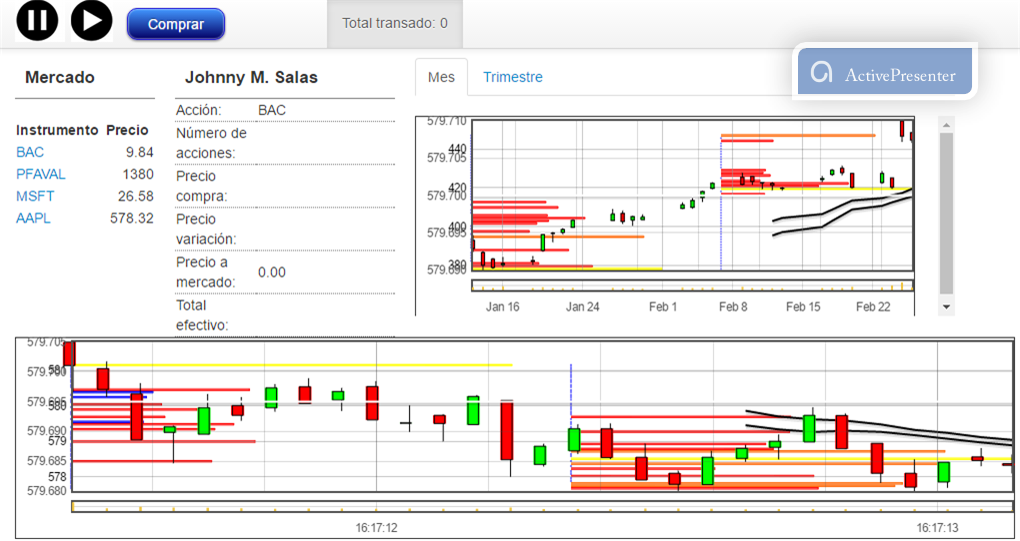 Comprar
Total transado: 0
ActivePresenter
Mercado
Instrumento Precio
BAC 9.84
PFAVAL 1380
MSFT 26.58
AAPL 578.32
Johnny M. Salas
Acción: BAC
Número de
acciones:
Precio
compra:
Precio
variación:
Precio a
mercado: 0.00
Total
efectivo:
Mes Trimestre
579.710
440
579.705
420
579.700
400
579.695
380
579.690
Jan 16 Jan 24 Feb 1 Feb 8 Feb 15 Feb 22
579.705
579.695
580
579.690
579
579.685
578
579.680
16:17:12 16:17:13